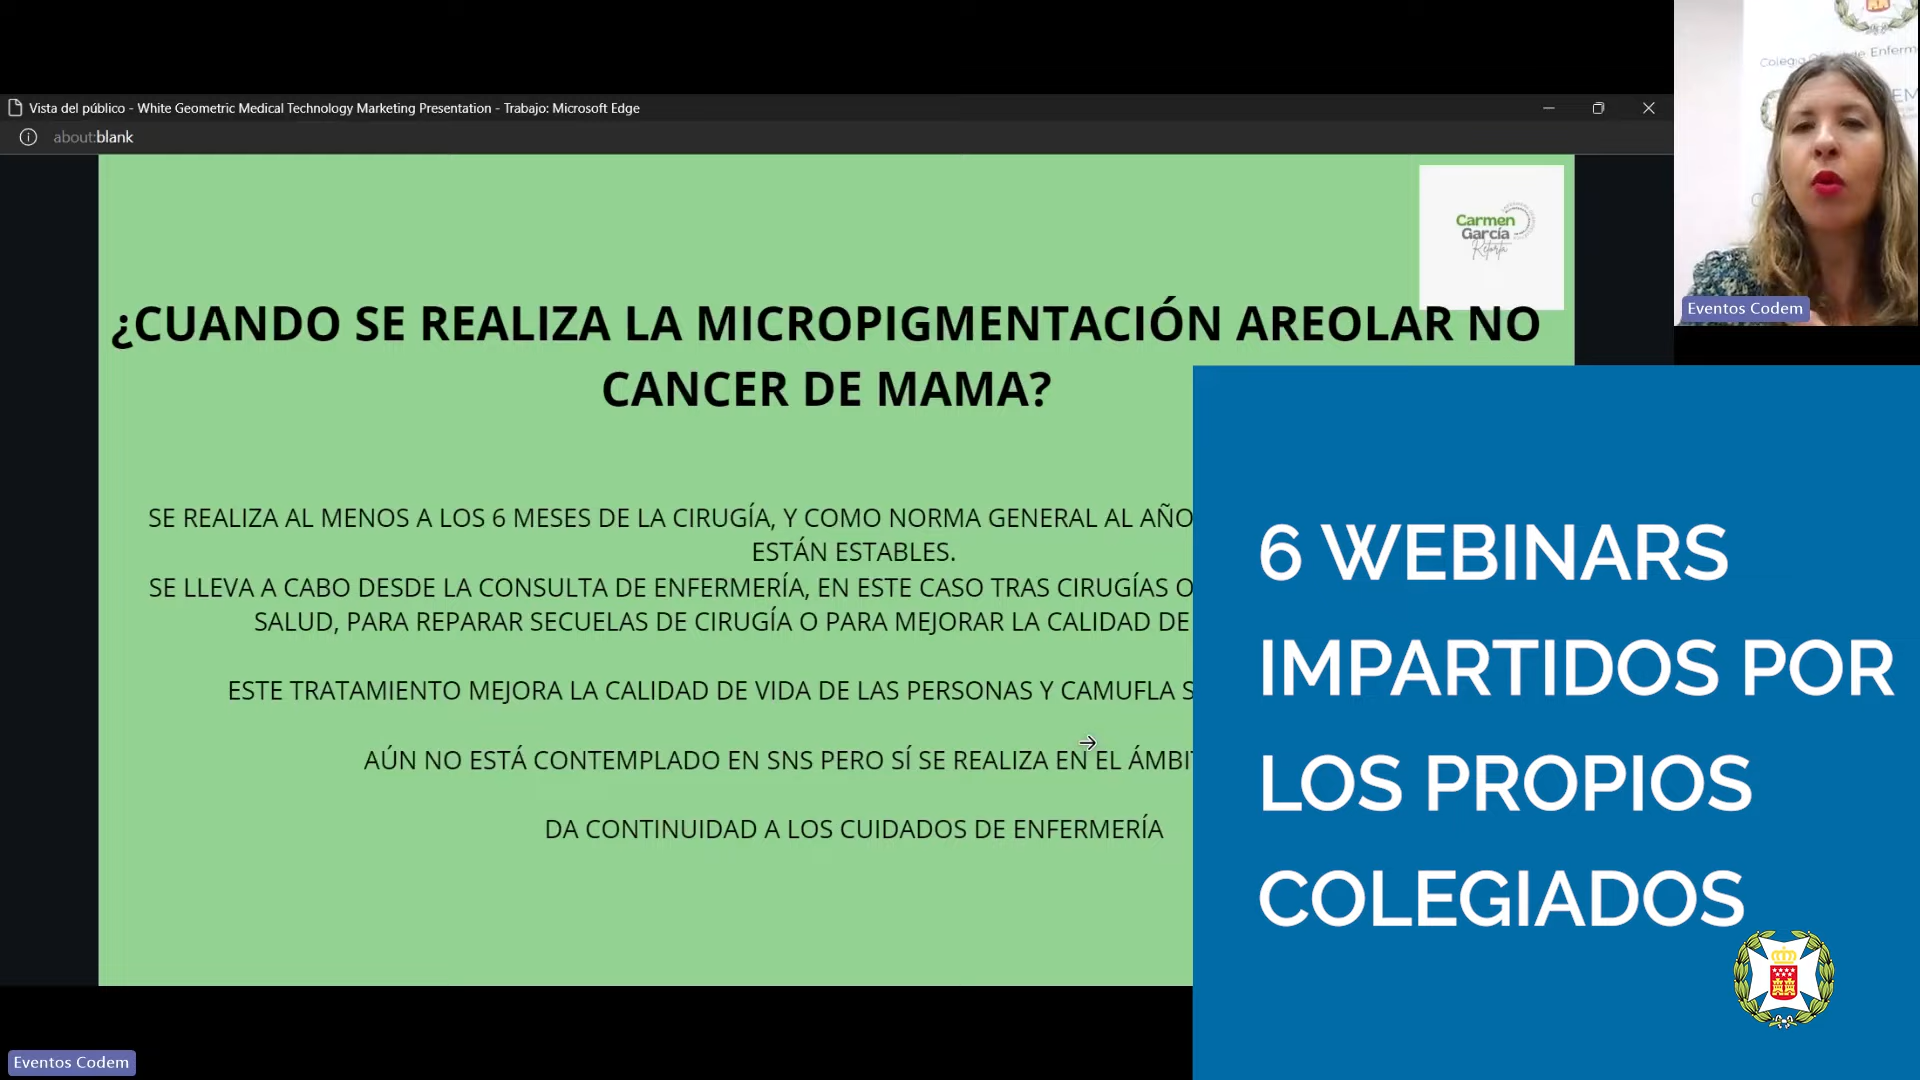 Vista del público - White Geometric Medical Technology Marketing Presentation - Trabajo: Microsoft Edge
about:blank
Carmen
García
Retorta
¿CUANDO SE REALIZA LA MICROPIGMENTACIÓN AREOLAR NO
CANCER DE MAMA?
SE REALIZA AL MENOS A LOS 6 MESES DE LA CIRUGÍA, Y COMO NORMA GENERAL AL AÑO
ESTÁN ESTABLES.
SE LLEVA A CABO DESDE LA CONSULTA DE ENFERMERÍA, EN ESTE CASO TRAS CIRUGÍAS O
SALUD, PARA REPARAR SECUELAS DE CIRUGÍA O PARA MEJORAR LA CALIDAD DE
ESTE TRATAMIENTO MEJORA LA CALIDAD DE VIDA DE LAS PERSONAS Y CAMUFLA S
AÚN NO ESTÁ CONTEMPLADO EN SNS PERO SÍ SE REALIZA EN EL ÁMBI
DA CONTINUIDAD A LOS CUIDADOS DE ENFERMERÍA
Eventos Codem
6 WEBINARS
IMPARTIDOS POR
LOS PROPIOS
COLEGIADOS
Eventos Codem